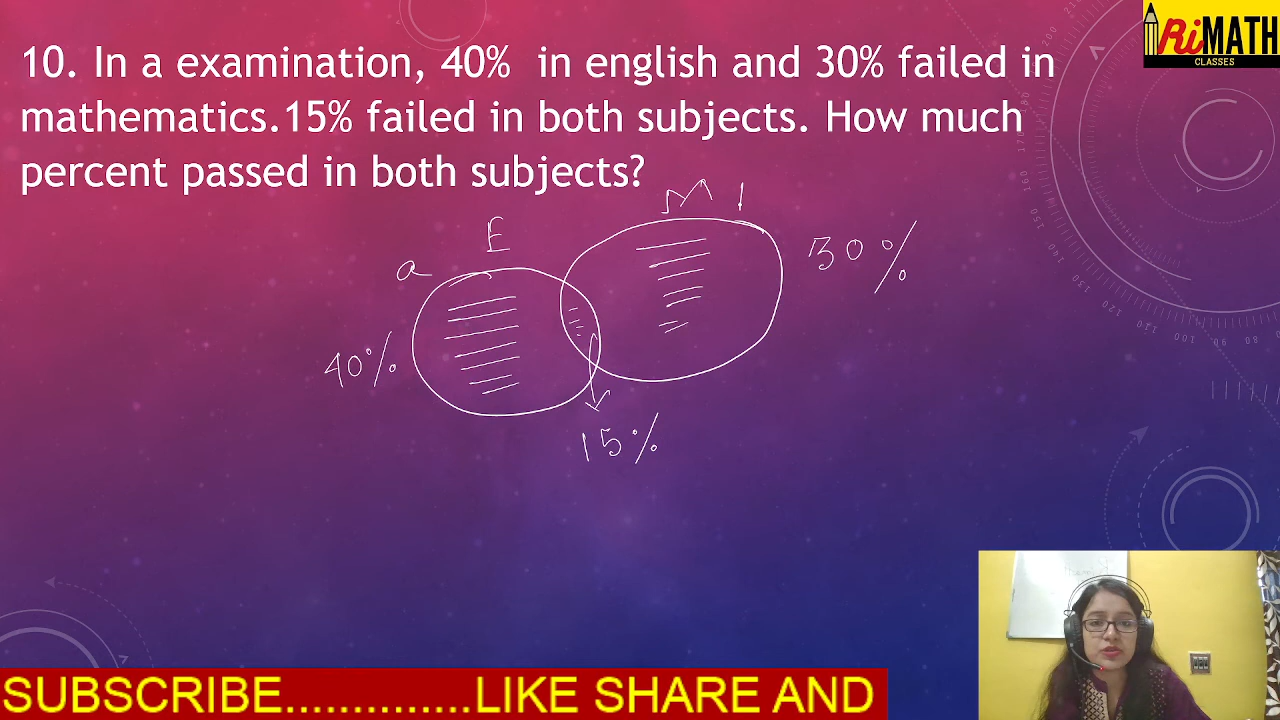 RiMATH
CLASSES
10. In a examination, 40%  in english and 30% failed in
mathematics.15% failed in both subjects. How much
percent passed in both subjects?
M 1
E
a
30%
40%
15%
SUBSCRIBE..............LIKE SHARE AND